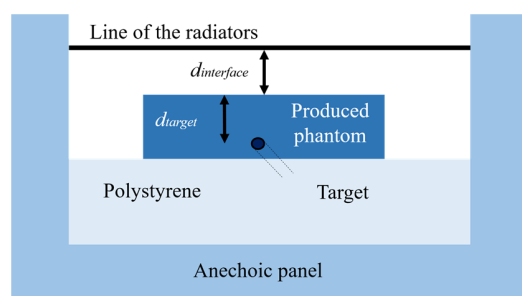 Line of the radiators
dinterface
dtarget
Produced
phantom
Polystyrene
Target
Anechoic panel